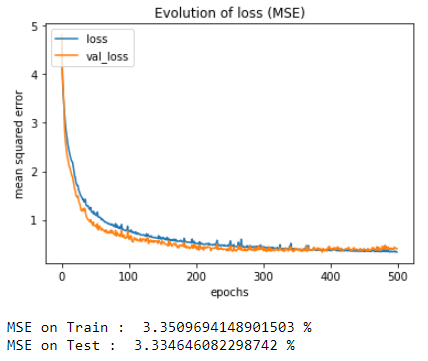 Evolution of loss (MSE)
5
4
3
2
1
loss
val_loss
mean squared error
0
100
200
300
400
500
epochs
MSE on Train :  3.3509694148901503 %
MSE on Test :  3.334646082298742 %